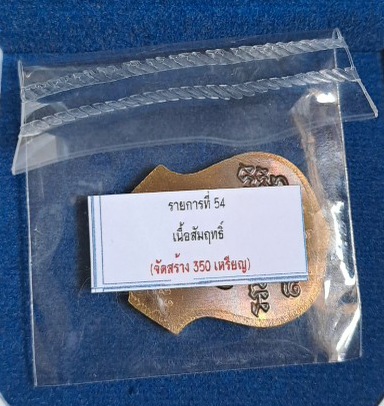 รายการที่ 54
เนื้อสัมฤทธิ์
(จัดสร้าง 350 เหรียญ)